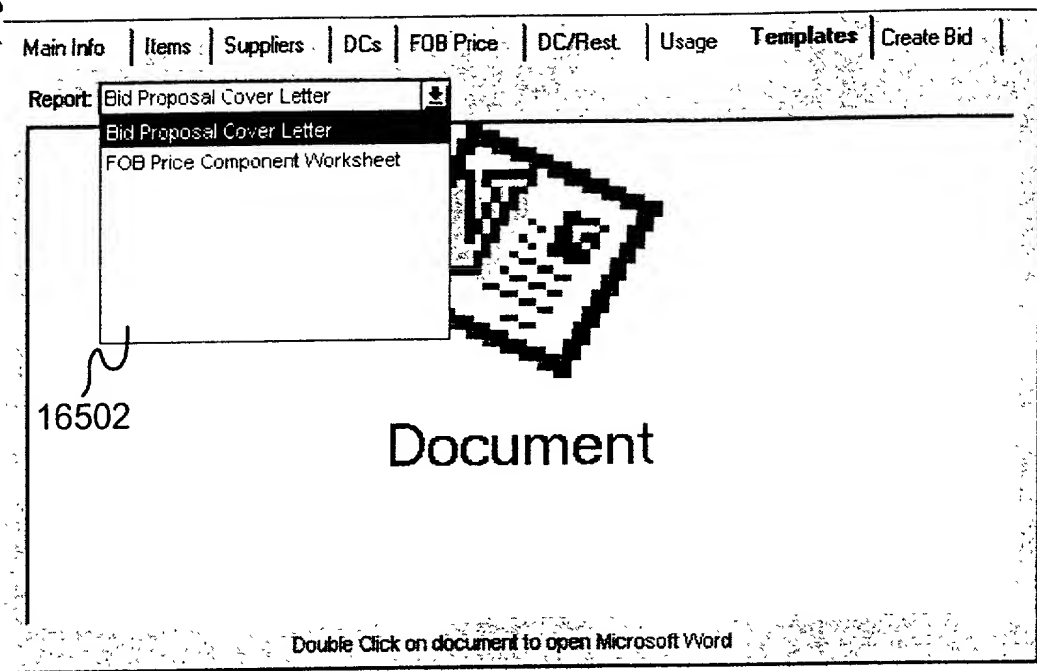 Main Info Items Suppliers DCs FOB Price DC/Rest. Usage Templates Create Bid
Report: Bid Proposal Cover Letter
Bid Proposal Cover Letter
FOB Price Component Worksheet
16502
Document
Double Click on document to open Microsoft Word